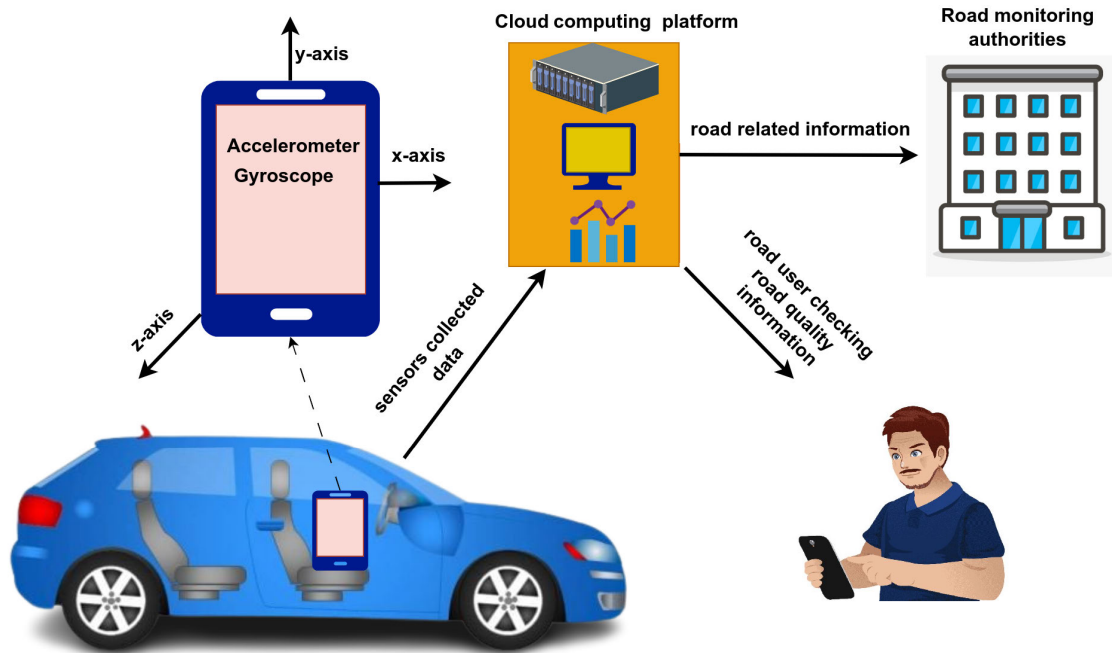 Cloud computing platform
Road monitoring
authorities
y-axis
Accelerometer
Gyroscope
x-axis
z-axis
road related information
sensors collected
data
road user checking
road quality
information